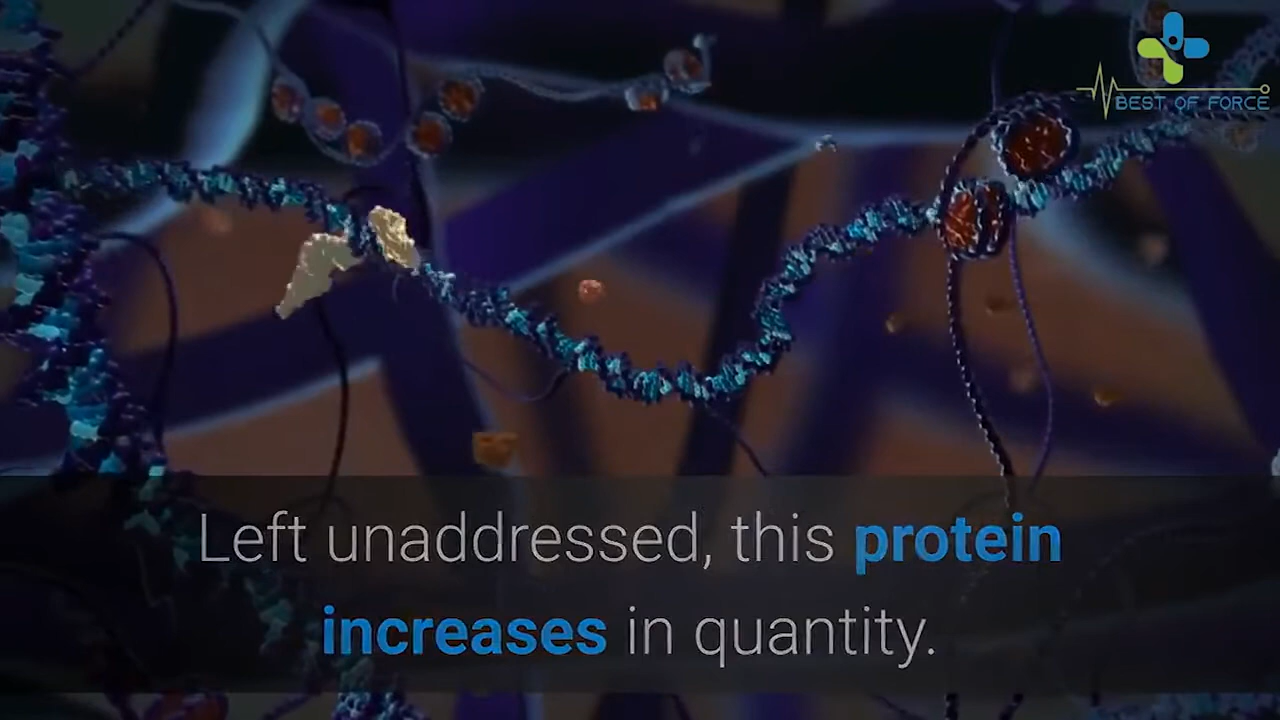 BEST OF FORCE
Left unaddressed, this protein
increases in quantity.